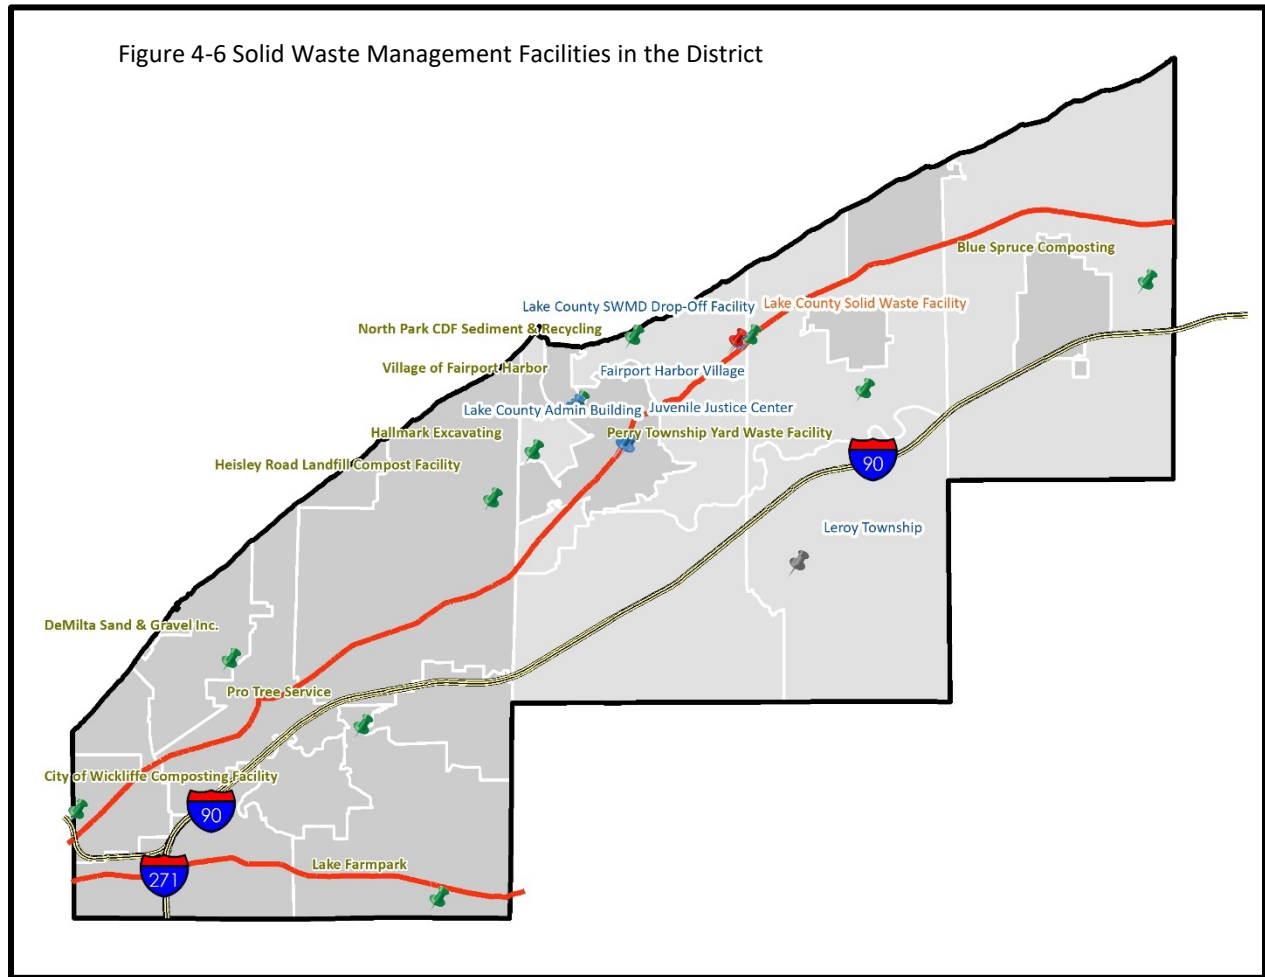 Figure 4-6 Solid Waste Management Facilities in the District
Blue Spruce Composting
Lake County SWMD Drop-Off Facility
Lake County Solid Waste Facility
North Park CDF Sediment & Recycling
Village of Fairport Harbor
Fairport Harbor Village
Lake County Admin Building
Juvenile Justice Center
Hallmark Excavating
Perry Township Yard Waste Facility
Heisley Road Landfill Compost Facility
90
Leroy Township
DeMilta Sand & Gravel Inc.
Pro Tree Service
City of Wickliffe Composting Facility
90
Lake Farmpark
271